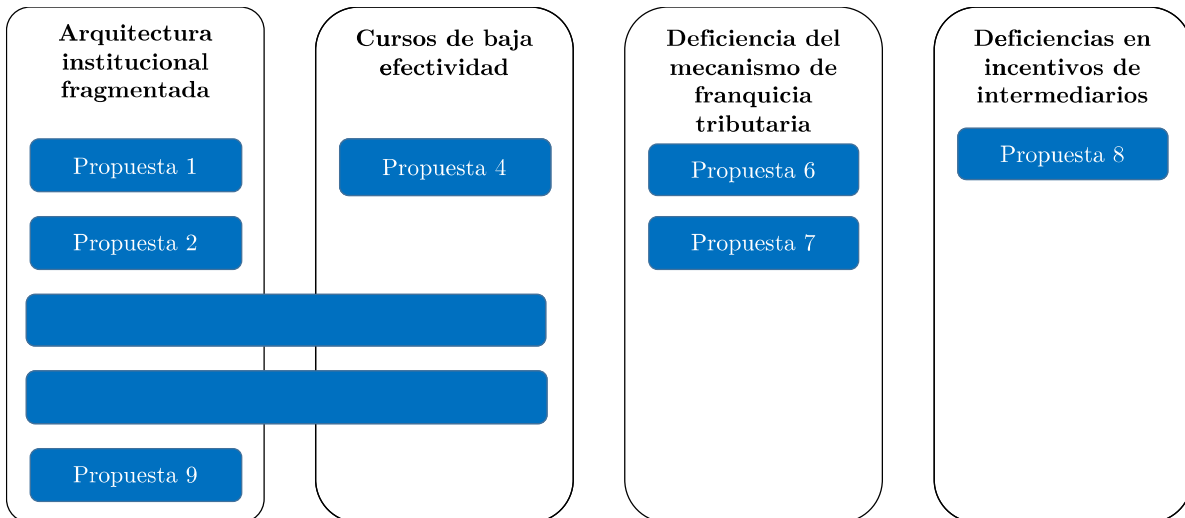 Arquitectura
institucional
fragmentada
Propuesta 1
Propuesta 2
Propuesta 9
Cursos de baja
efectividad
Propuesta 4
Deficiencia del
mecanismo de
franquicia
tributaria
Propuesta 6
Propuesta 7
Deficiencias en
incentivos de
intermediarios
Propuesta 8